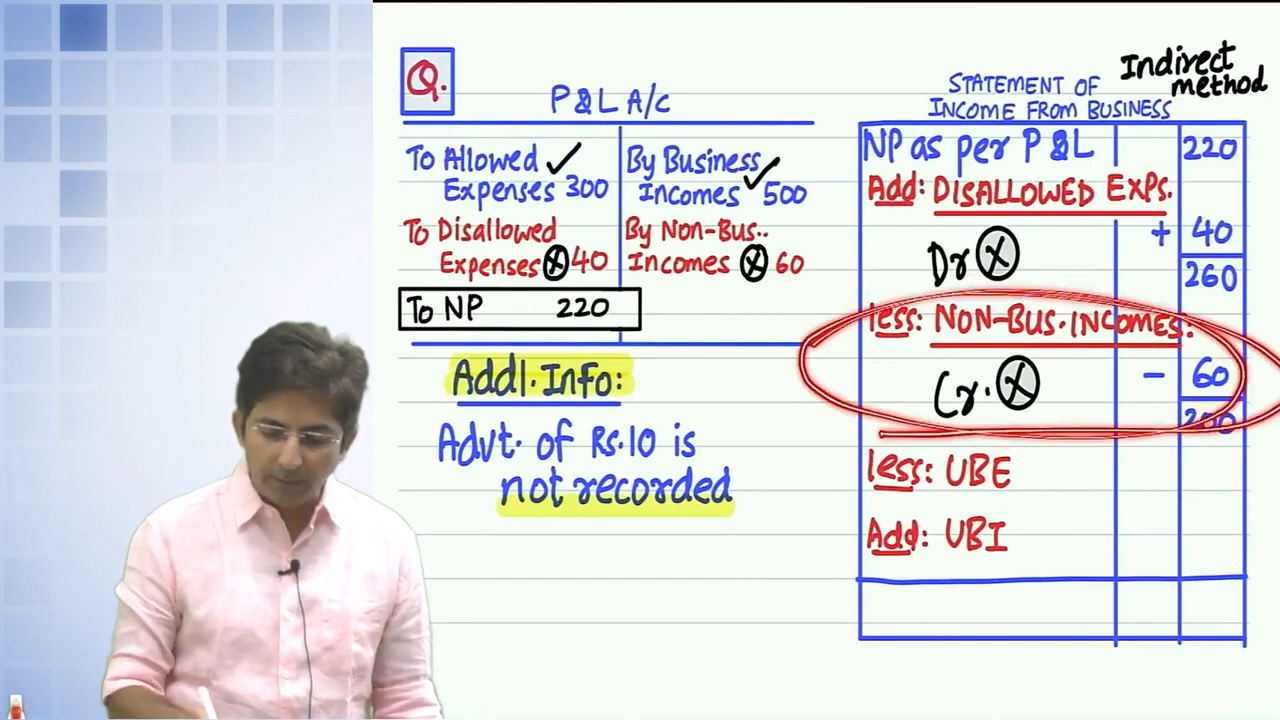 Q.
P & L A/c
To Allowed
Expenses 300
To Disallowed
Expenses 40
To NP 220
By Business
Incomes 500
By Non-Bus..
Incomes 60
Addl. Info:
Advt. of Rs.10 is
not recorded
Indirect
method
STATEMENT OF
INCOME FROM BUSINESS
NP as per P & L 220
Add: DISALLOWED EXPS.
+ 40
Dr X
260
less: NON-BUS. INCOMES.
- 60
Cr. X
200
less: UBE
Add: UBI